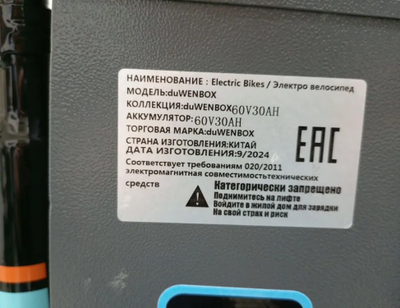 НАИМЕНОВАНИЕ : Electric Bikes / Электро велосипед
МОДЕЛЬ:duWENBOX
КОЛЛЕКЦИЯ:duWENBOX60V30AH
АККУМУЛЯТОР:60V30AH
ТОРГОВАЯ МАРКА:duWENBOX
СТРАНА ИЗГОТОВЛЕНИЯ:КИТАЙ
ДАТА ИЗГОТОВЛЕНИЯ:9/2024
Соответствует требованиям 020/2011
электромагнитная совместимостьтехнических
средств
EAC
Категорически запрещено
Поднимитесь на лифте
Войдите в жилой дом для зарядки
На свой страх и риск